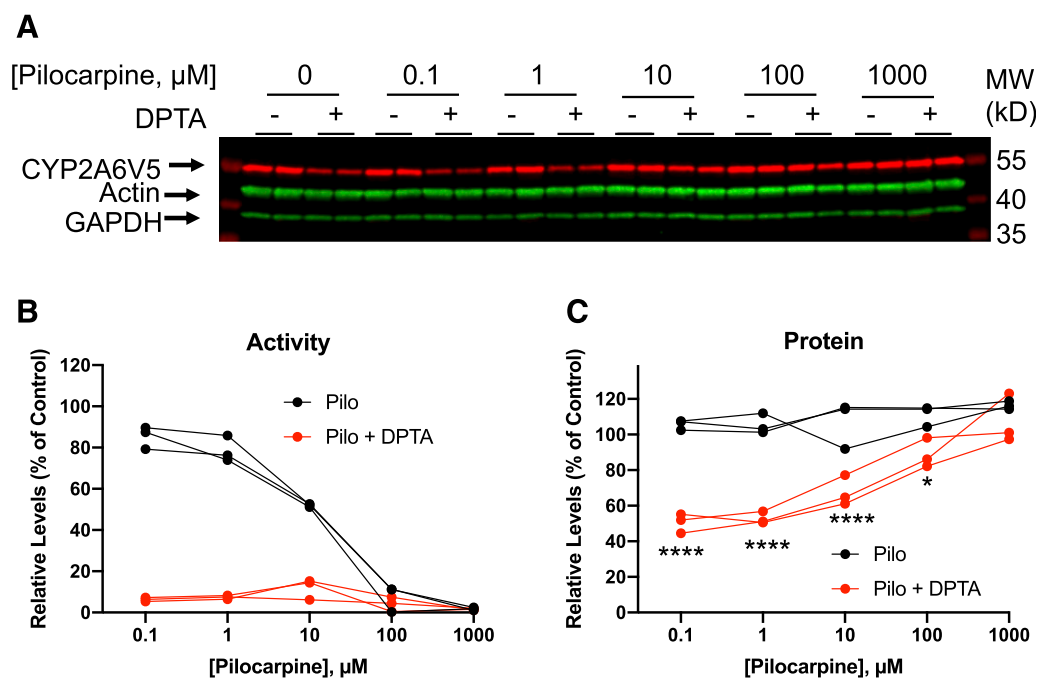 A
[Pilocarpine, µM] 0 0.1 1 10 100 1000 MW
DPTA - + - + - + - + - + - + (kD)
CYP2A6V5 55
Actin 40
GAPDH 35
B
Activity
Relative Levels (% of Control)
120
100
80
60
40
20
0
Pilo
Pilo + DPTA
0.1 1 10 100 1000
[Pilocarpine], µM
C
Protein
Relative Levels (% of Control)
120
100
80
60
40
20
0
****
****
****
*
Pilo
Pilo + DPTA
0.1 1 10 100 1000
[Pilocarpine], µM